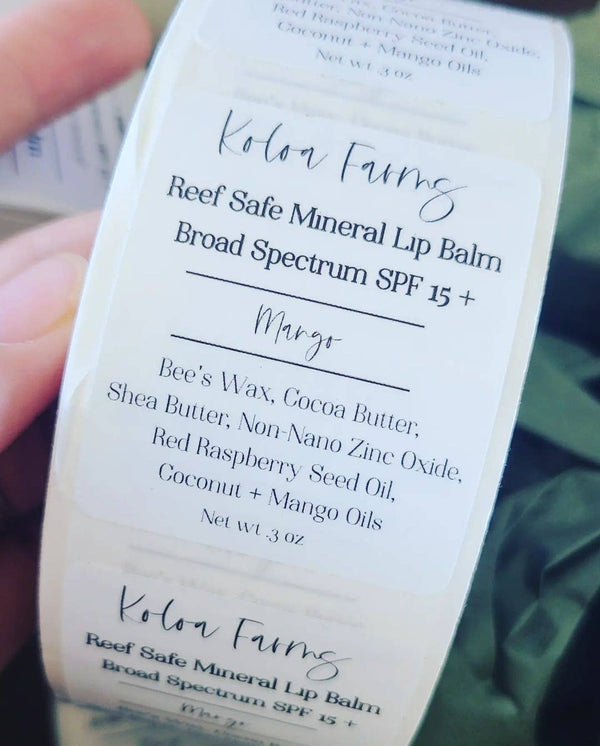 Butter, Non-Nano Zinc Oxide,
Red Raspberry Seed Oil,
Coconut + Mango Oils
Net wt .3 oz
Koloa Farms
Reef Safe Mineral Lip Balm
Broad Spectrum SPF 15 +
Mango
Bee's Wax, Cocoa Butter,
Shea Butter, Non-Nano Zinc Oxide,
Red Raspberry Seed Oil,
Coconut + Mango Oils
Net wt .3 oz
Koloa Farms
Reef Safe Mineral Lip Balm
Broad Spectrum SPF 15 +
Mango